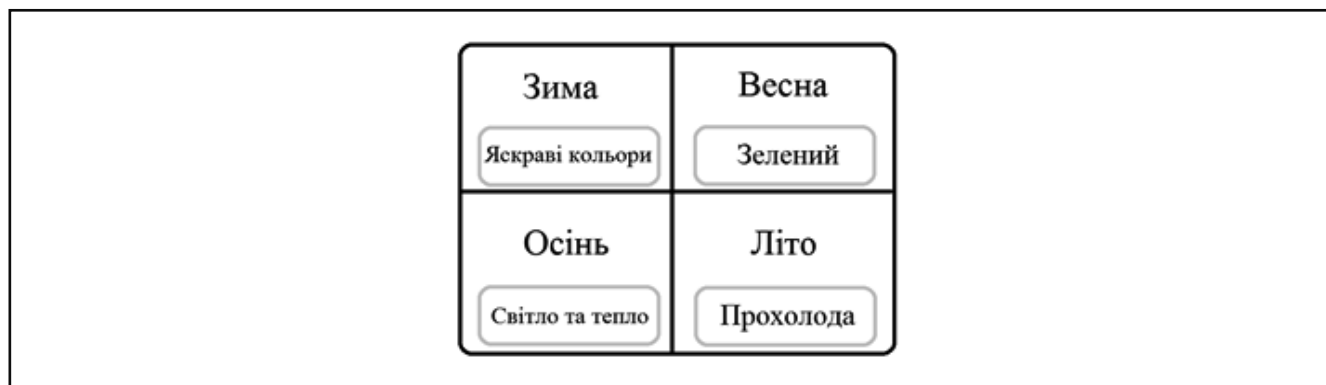 Зима
Яскраві кольори
Весна
Зелений
Осінь
Світло та тепло
Літо
Прохолода